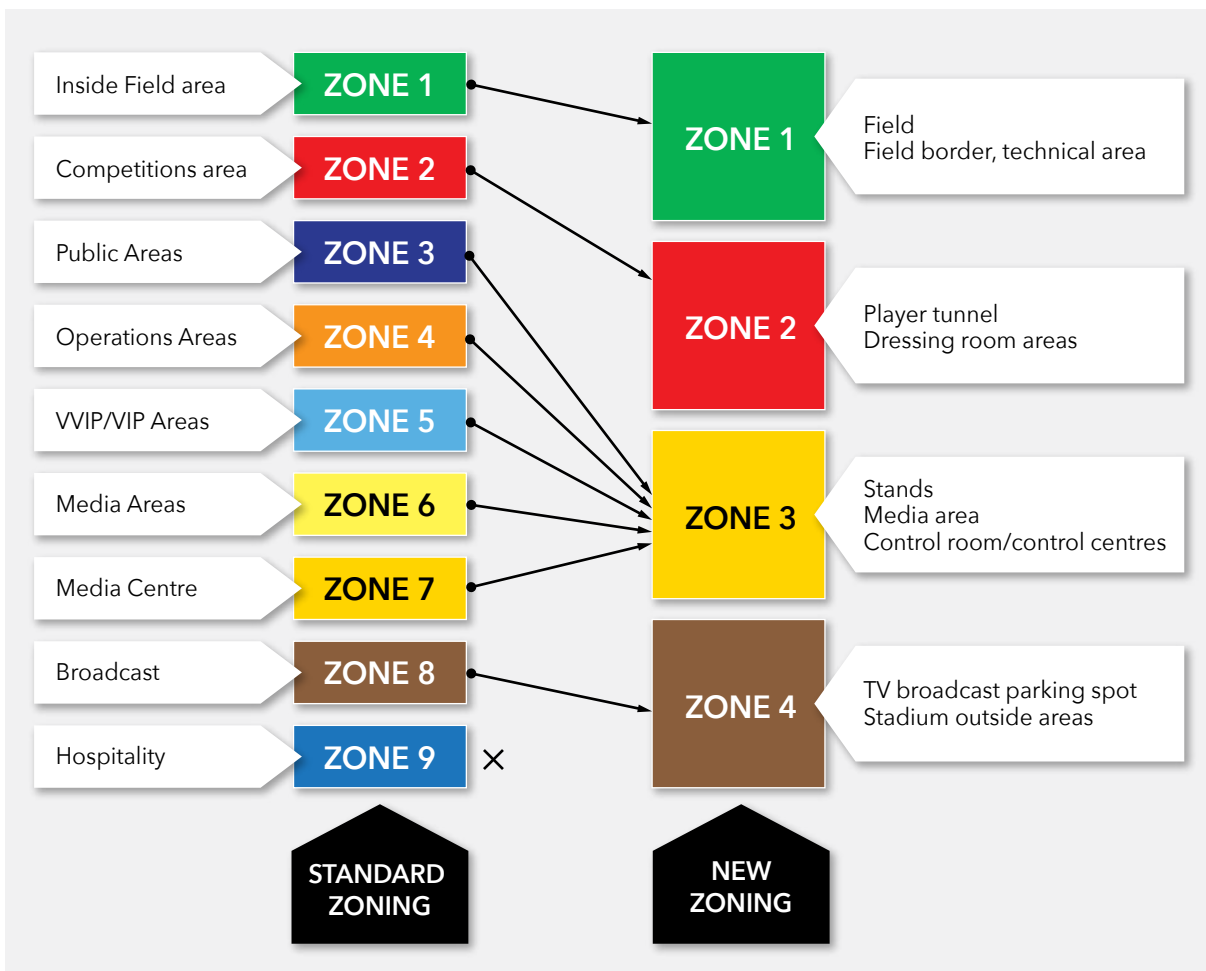 Inside Field area
ZONE 1
Competitions area
ZONE 2
Public Areas
ZONE 3
Operations Areas
ZONE 4
VVIP/VIP Areas
ZONE 5
Media Areas
ZONE 6
Media Centre
ZONE 7
Broadcast
ZONE 8
Hospitality
ZONE 9
STANDARD
ZONING
ZONE 1
Field
Field border, technical area
ZONE 2
Player tunnel
Dressing room areas
ZONE 3
Stands
Media area
Control room/control centres
ZONE 4
TV broadcast parking spot
Stadium outside areas
NEW
ZONING